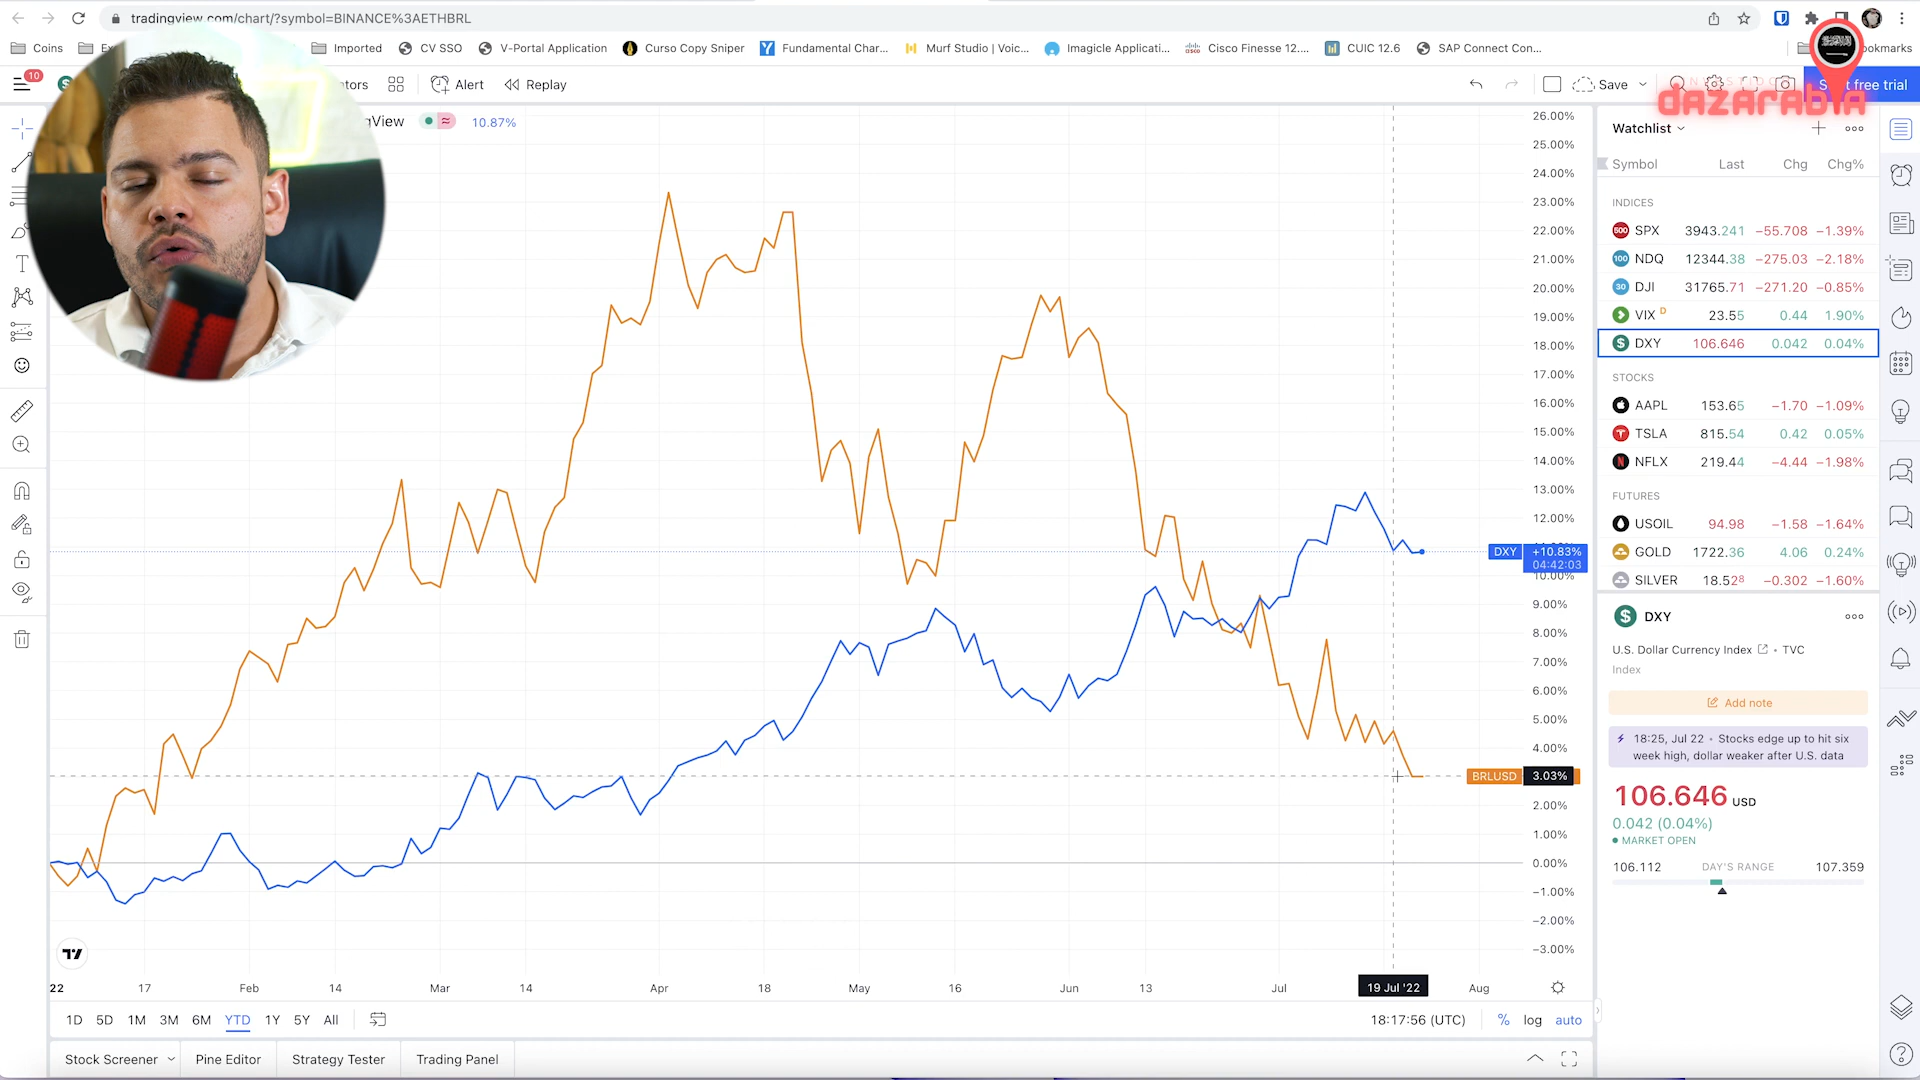 tradingview.com/chart/?symbol=BINANCE%3AETHBRL
Coins
Imported
CV SSO
V-Portal Application
Curso Copy Sniper
Fundamental Char...
Murf Studio | Voic...
Imagicle Applicati...
Cisco Finesse 12....
CUIC 12.6
SAP Connect Con...
10
Alert
Replay
Save
free trial
dazarabia
10.87%
Watchlist
Symbol Last Chg Chg%
INDICES
500 SPX 3943.241 −55.708 −1.39%
100 NDQ 12344.38 −275.03 −2.18%
30 DJI 31765.71 −271.20 −0.85%
VIX D 23.55 0.44 1.90%
$ DXY 106.646 0.042 0.04%
STOCKS
AAPL 153.65 −1.70 −1.09%
TSLA 815.54 0.42 0.05%
NFLX 219.44 −4.44 −1.98%
FUTURES
USOIL 94.98 −1.58 −1.64%
GOLD 1722.36 4.06 0.24%
SILVER 18.528 −0.302 −1.60%
$ DXY
U.S. Dollar Currency Index • TVC
Index
Add note
18:25, Jul 22 • Stocks edge up to hit six
week high, dollar weaker after U.S. data
106.646 USD
0.042 (0.04%)
MARKET OPEN
106.112 DAY'S RANGE 107.359
26.00%
25.00%
24.00%
23.00%
22.00%
21.00%
20.00%
19.00%
18.00%
17.00%
16.00%
15.00%
14.00%
13.00%
12.00%
DXY +10.83%
04:42:03
10.00%
9.00%
8.00%
7.00%
6.00%
5.00%
4.00%
BRLUSD 3.03%
2.00%
1.00%
0.00%
−1.00%
−2.00%
−3.00%
22 17 Feb 14 Mar 14 Apr 18 May 16 Jun 13 Jul 19 Jul '22 Aug
1D 5D 1M 3M 6M YTD 1Y 5Y All
18:17:56 (UTC) % log auto
Stock Screener Pine Editor Strategy Tester Trading Panel